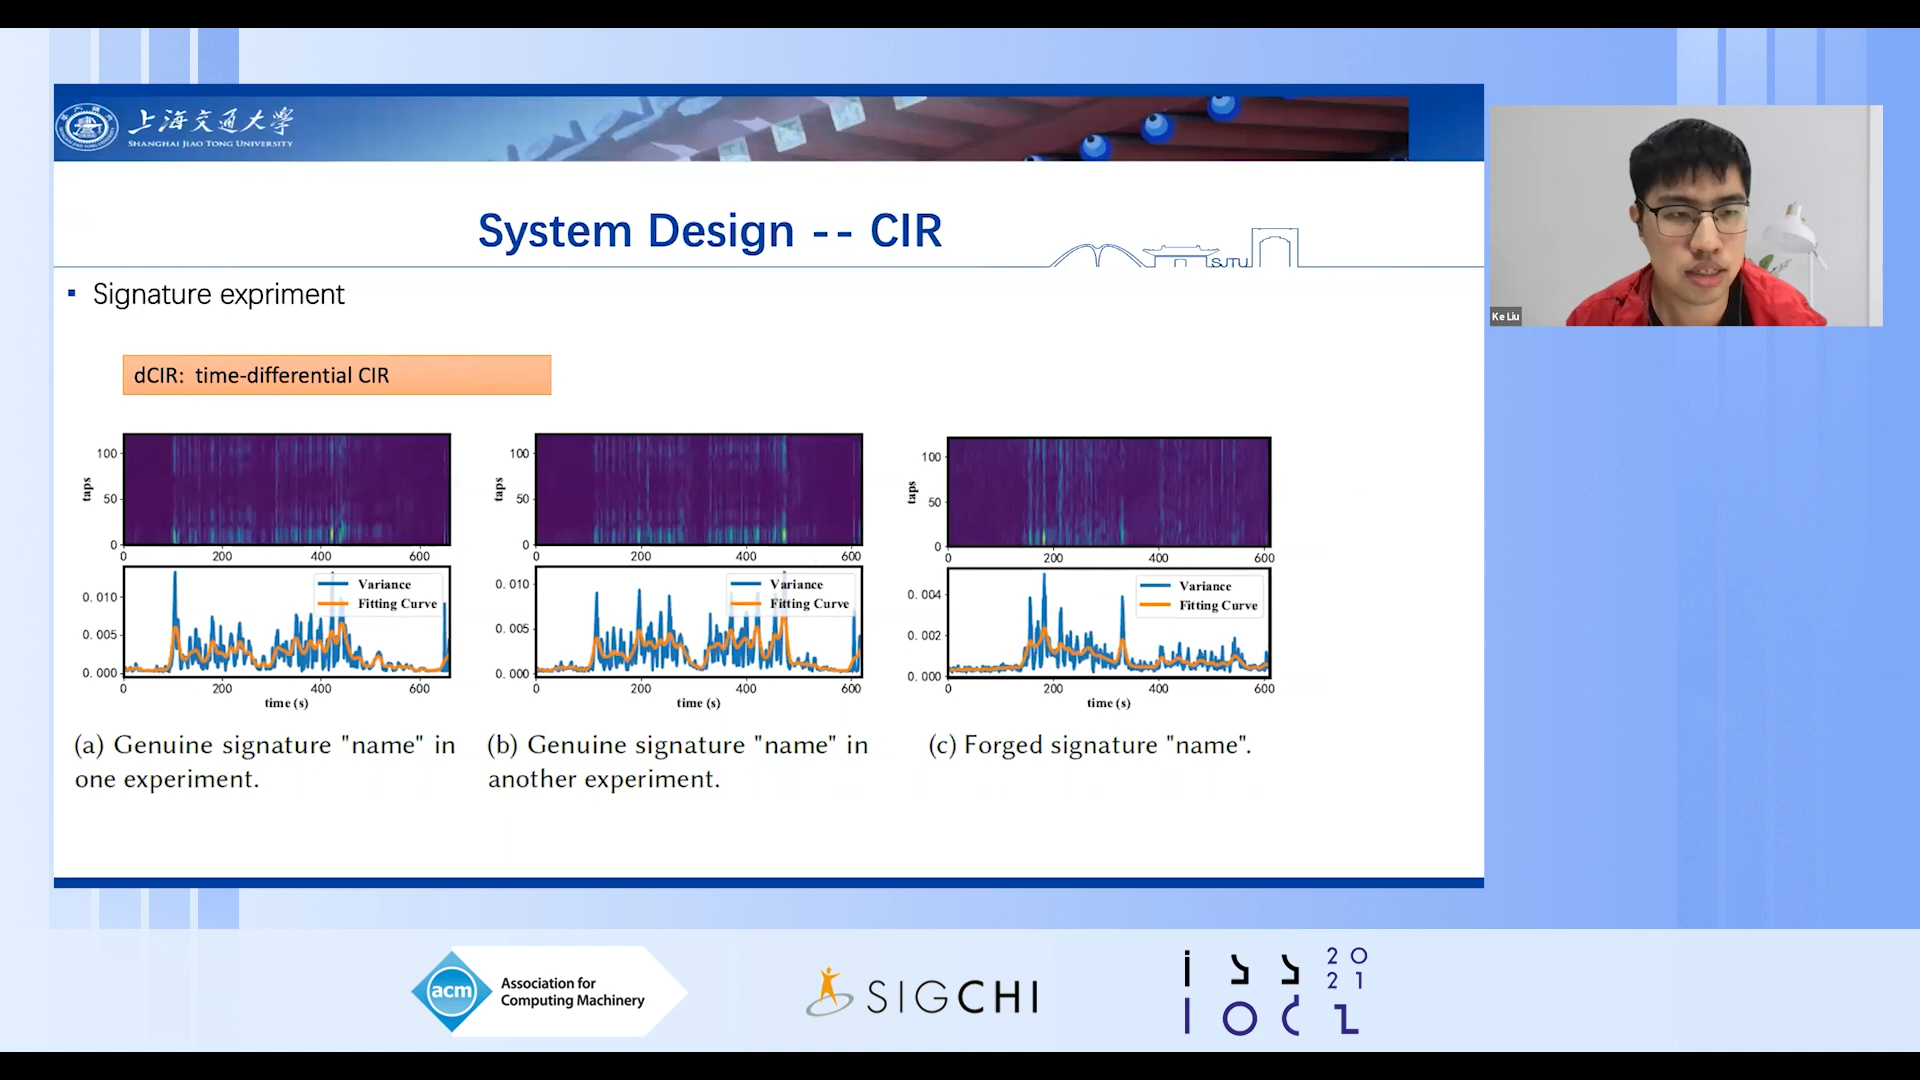 上海交通大学
SHANGHAI JIAO TONG UNIVERSITY
System Design -- CIR
SJTU
Ke Liu
▪ Signature expriment
dCIR: time-differential CIR
taps
100
50
0
0 200 400 600
Variance
Fitting Curve
0.010
0.005
0.000
0 200 400 600
time (s)
(a) Genuine signature "name" in
one experiment.
taps
100
50
0
0 200 400 600
Variance
Fitting Curve
0.010
0.005
0.000
0 200 400 600
time (s)
(b) Genuine signature "name" in
another experiment.
taps
100
50
0
0 200 400 600
Variance
Fitting Curve
0.004
0.002
0.000
0 200 400 600
time (s)
(c) Forged signature "name".
acm
Association for
Computing Machinery
SIGCHI
iss
2021